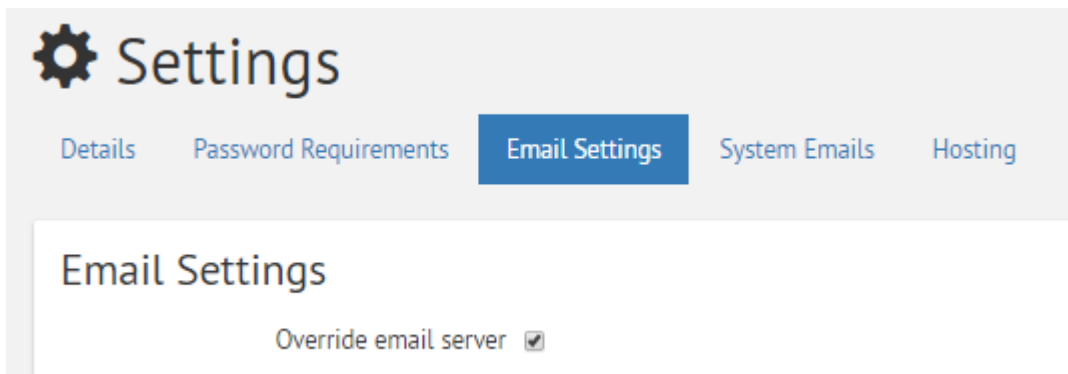 Settings
Details Password Requirements Email Settings System Emails Hosting
Email Settings
Override email server